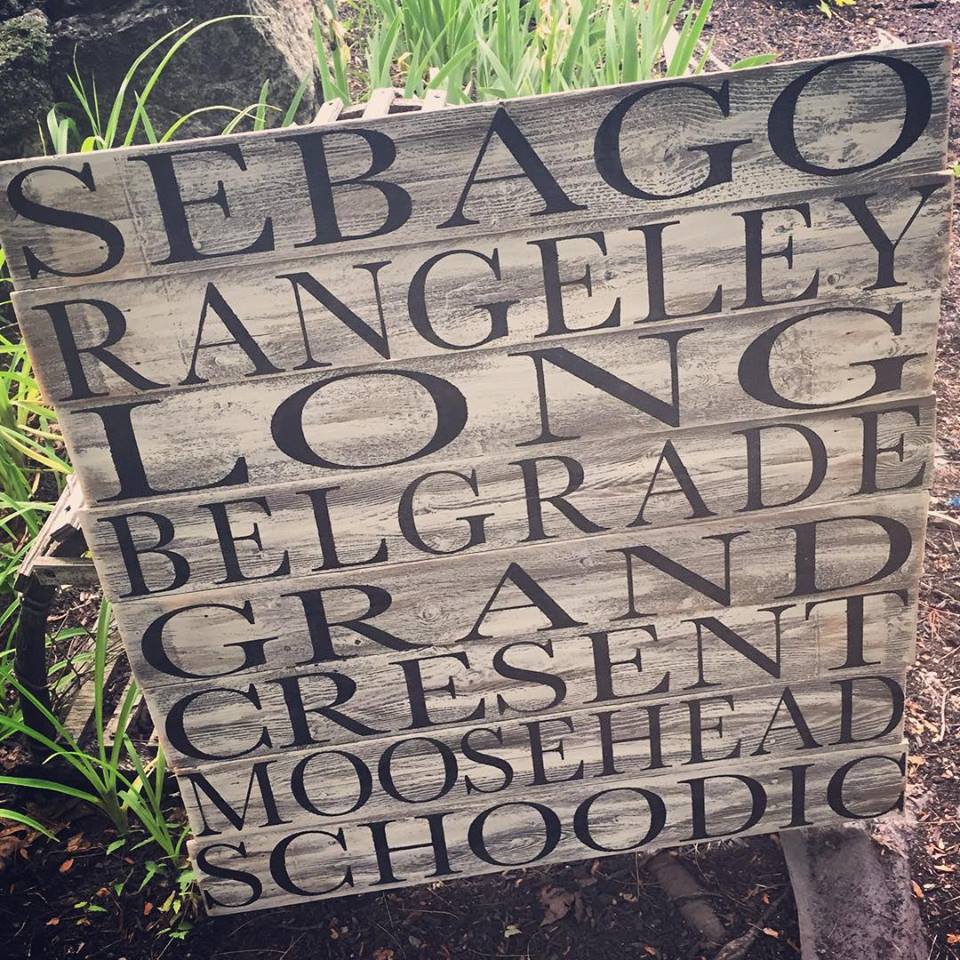 SEBAGO
RANGELEY
LONG
BELGRADE
GRAND
CRESENT
MOOSEHEAD
SCHOODIC